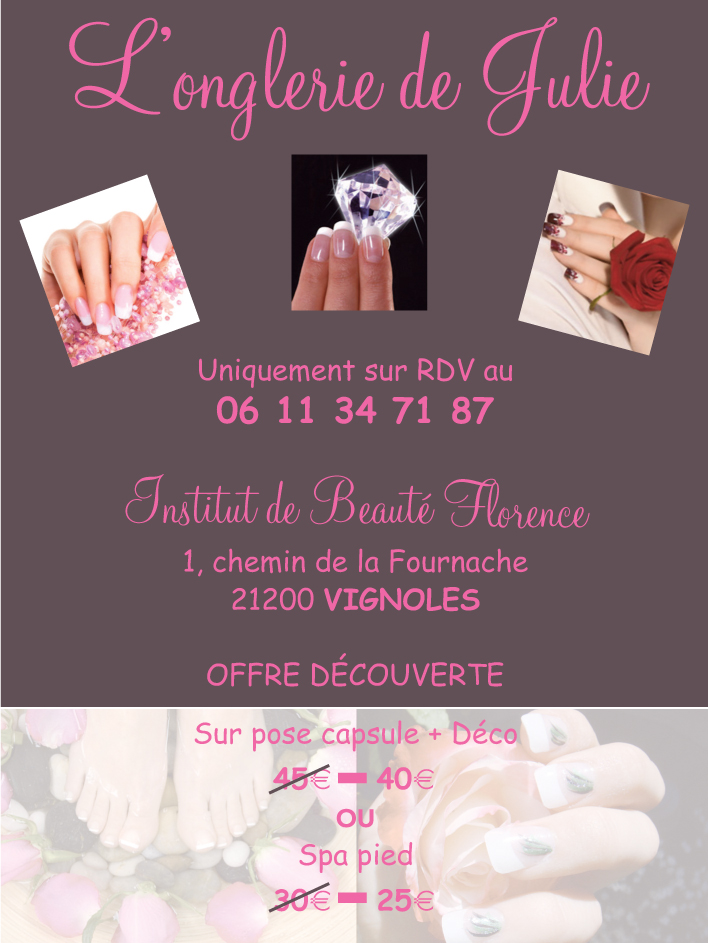 L'onglerie de Julie
Uniquement sur RDV au
06 11 34 71 87
Institut de Beauté Florence
1, chemin de la Fournache
21200 VIGNOLES
OFFRE DÉCOUVERTE
Sur pose capsule + Déco
45€ - 40€
OU
Spa pied
30€ - 25€